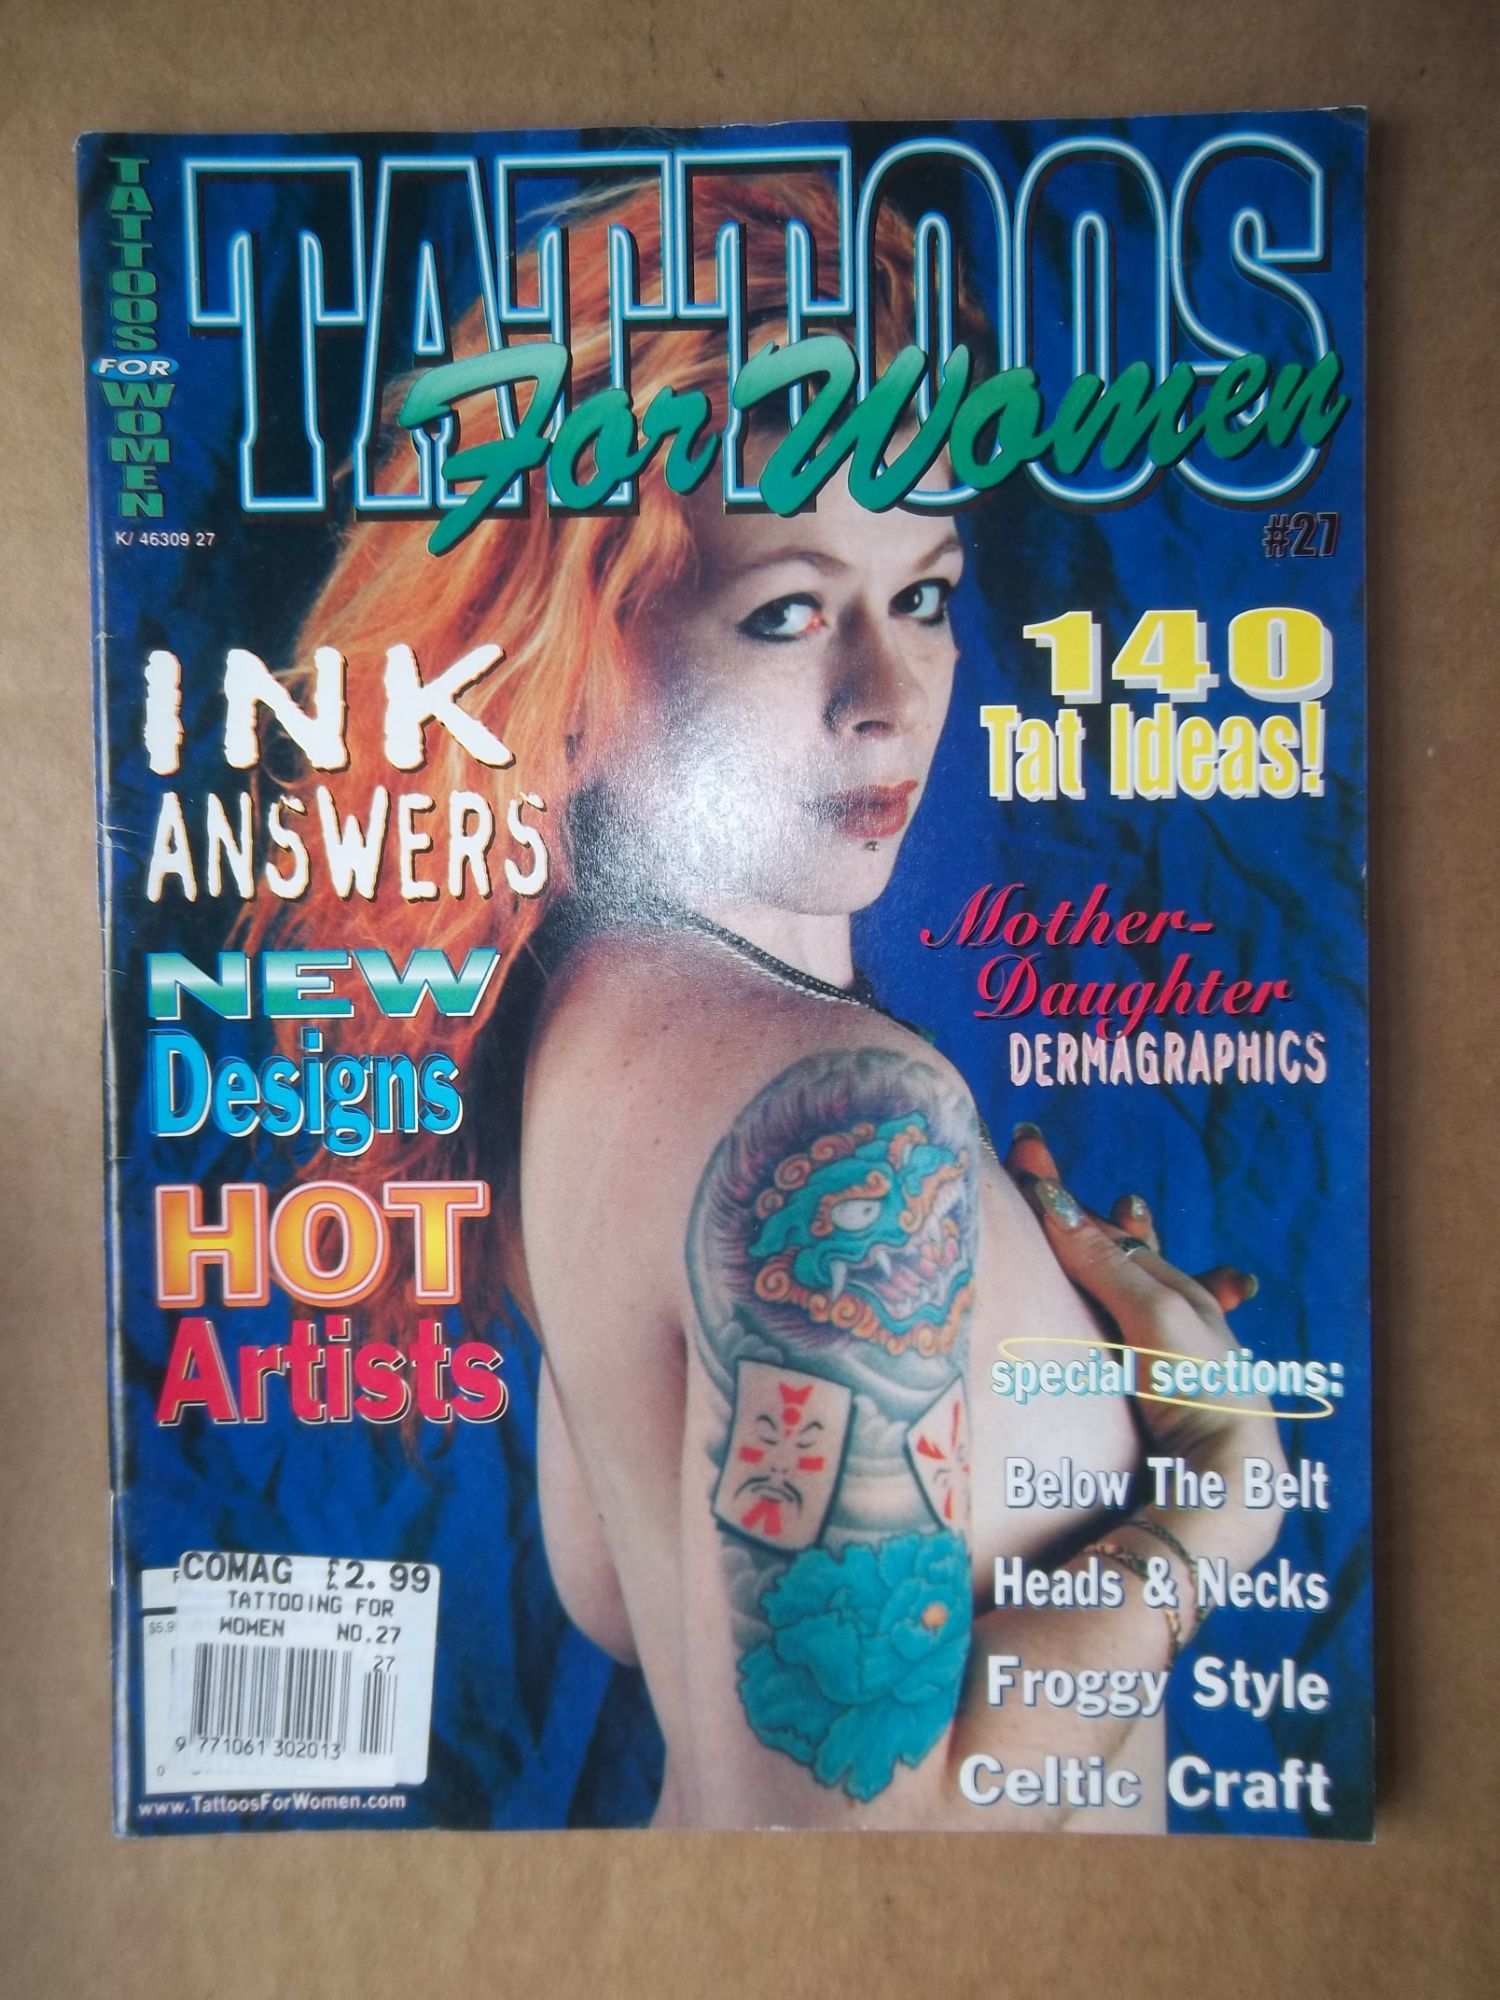 TATTOOS
FOR
WOMEN
TATTOOS
For Women
K/ 46309 27
#27
INK
ANSWERS
140
Tat Ideas!
NEW
Designs
Mother-
Daughter
DERMAGRAPHICS
HOT
Artists
special sections:
Below The Belt
Heads & Necks
Froggy Style
Celtic Craft
COMAG £2.99
TATTOOING FOR
WOMEN NO.27
27
9 771061 302013
www.TattoosForWomen.com